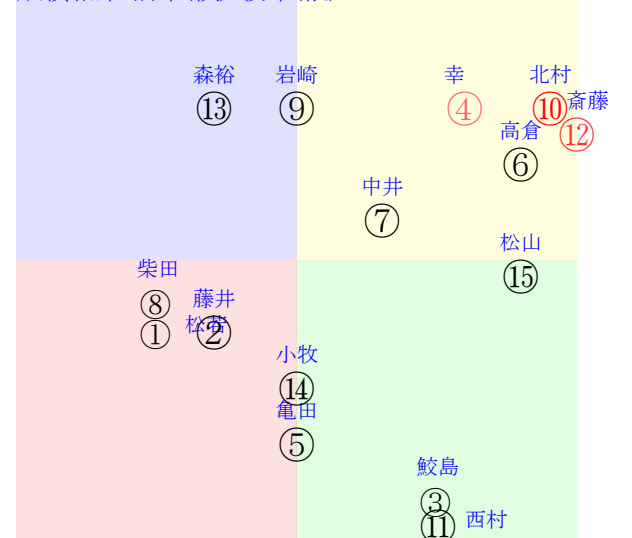 森裕 岩崎 幸 北村
⑬ ⑨ ④ ⑩ 斎藤
高倉 ⑫
⑥
中井
⑦
松山
柴田 ⑮
⑧ 藤井
① 松若 ②
小牧
⑭
亀田
⑤
鮫島
③
⑪ 西村